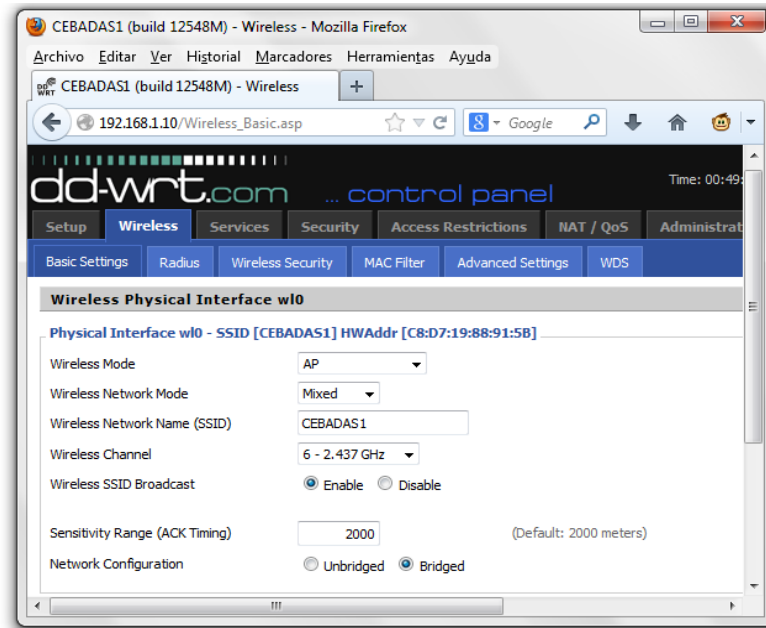 CEBADAS1 (build 12548M) - Wireless - Mozilla Firefox
Archivo Editar Ver Historial Marcadores Herramientas Ayuda
CEBADAS1 (build 12548M) - Wireless +
192.168.1.10/Wireless_Basic.asp Google
dd-wrt.com ... control panel
Time: 00:49:
Setup Wireless Services Security Access Restrictions NAT / QoS Administrat
Basic Settings Radius Wireless Security MAC Filter Advanced Settings WDS
Wireless Physical Interface wl0
Physical Interface wl0 - SSID [CEBADAS1] HWAddr [C8:D7:19:88:91:5B]
Wireless Mode AP
Wireless Network Mode Mixed
Wireless Network Name (SSID) CEBADAS1
Wireless Channel 6 - 2.437 GHz
Wireless SSID Broadcast Enable Disable
Sensitivity Range (ACK Timing) 2000 (Default: 2000 meters)
Network Configuration Unbridged Bridged